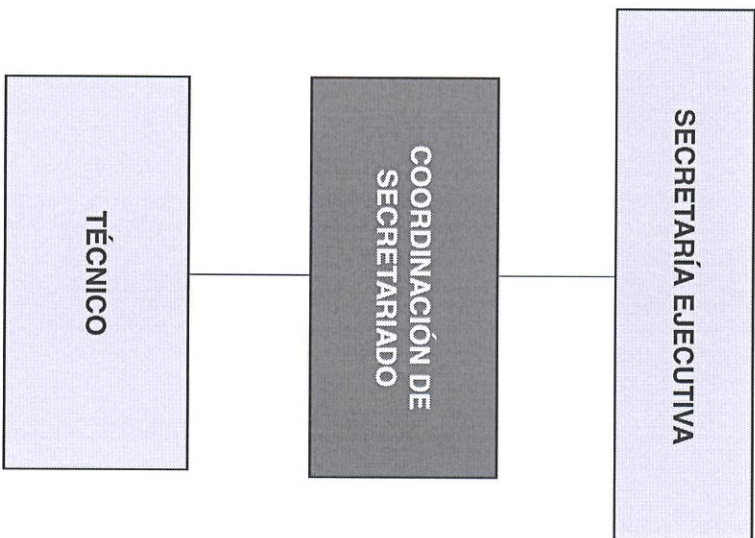 SECRETARÍA EJECUTIVA
COORDINACIÓN DE
SECRETARIADO
TÉCNICO